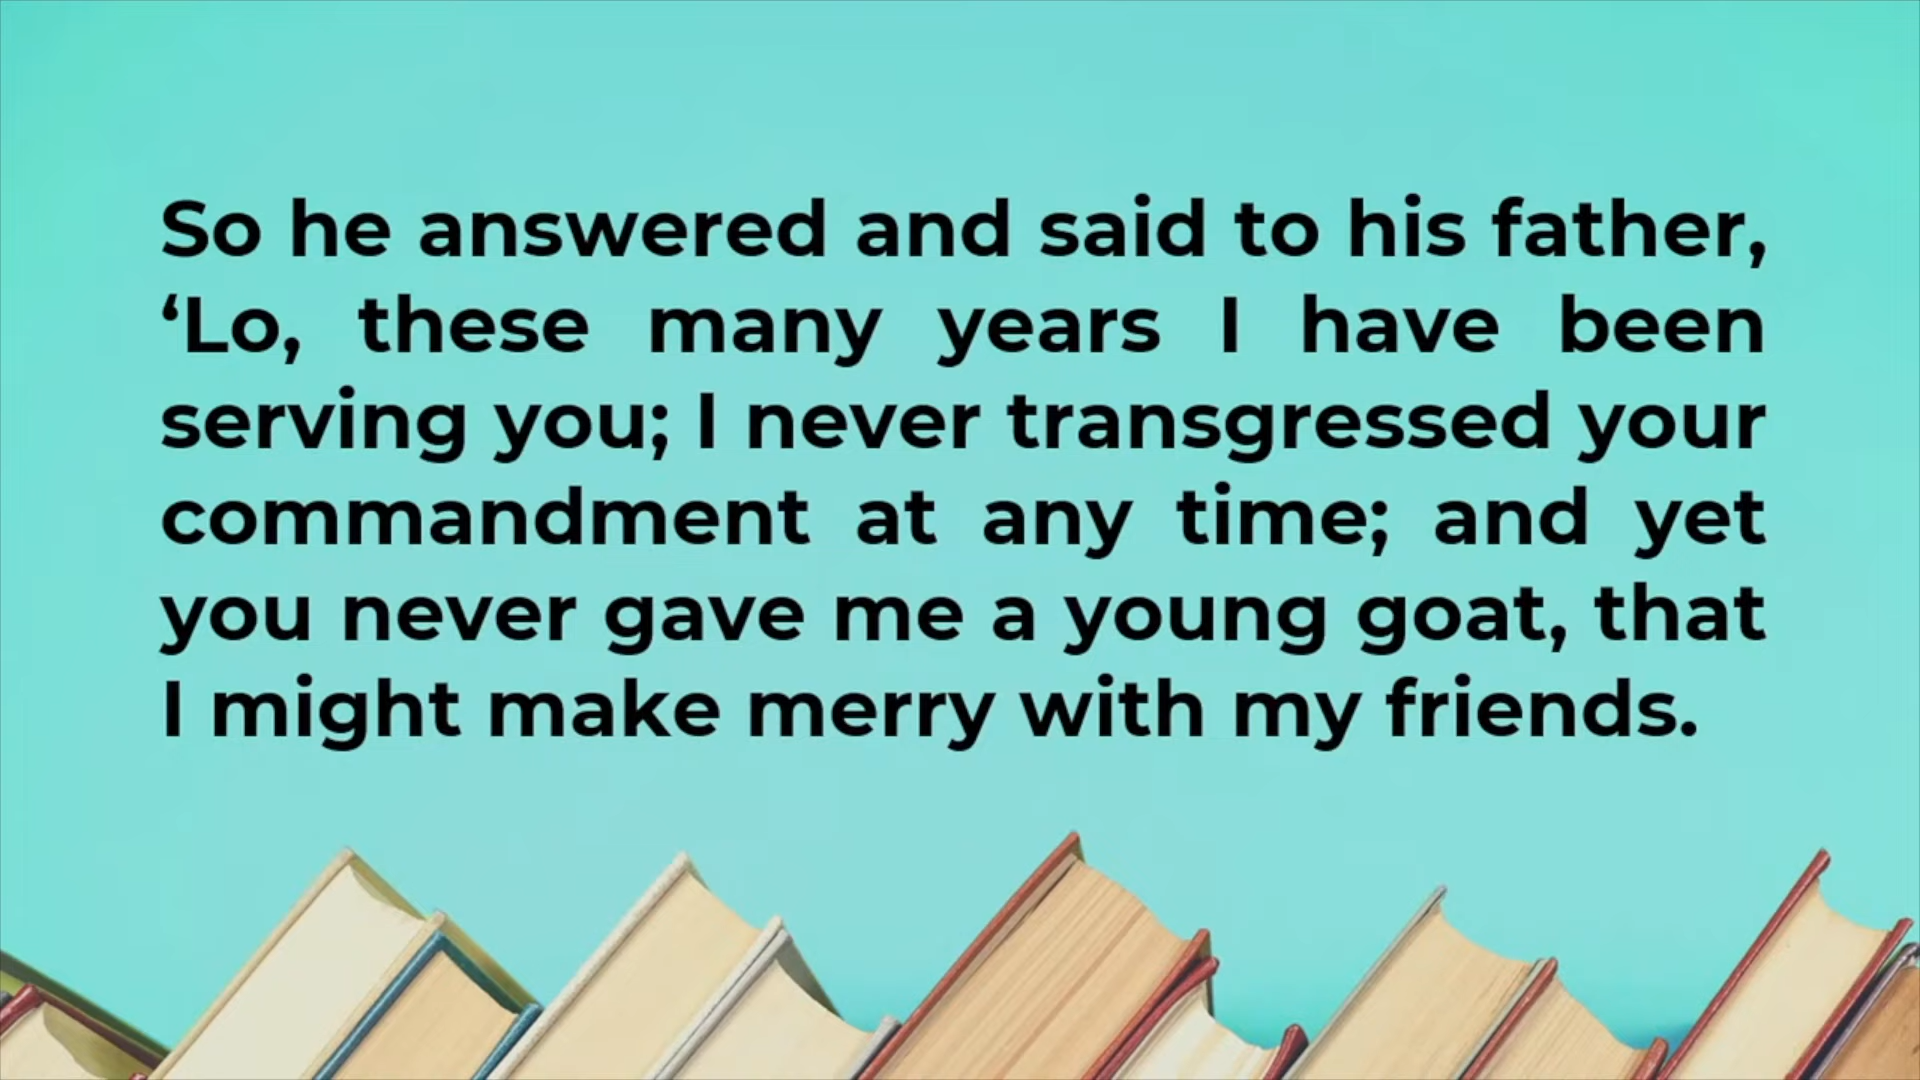 So he answered and said to his father,
‘Lo, these many years I have been
serving you; I never transgressed your
commandment at any time; and yet
you never gave me a young goat, that
I might make merry with my friends.